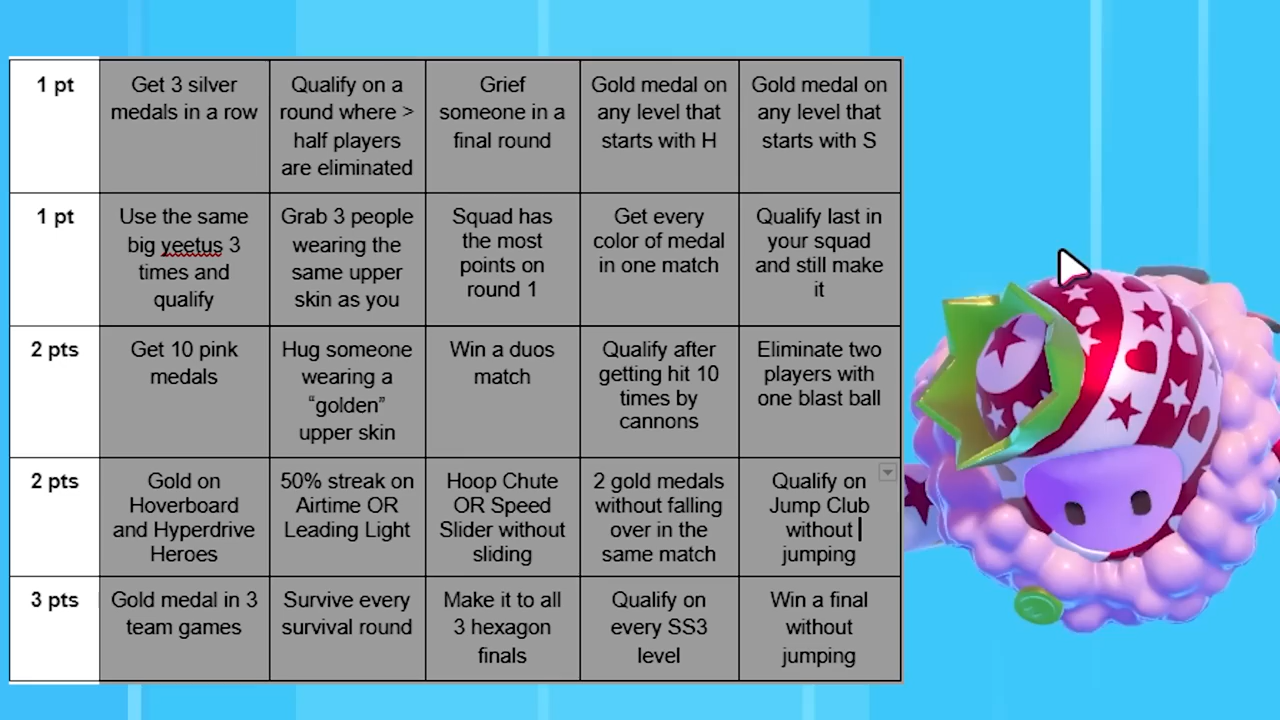 1 pt
Get 3 silver
medals in a row
Qualify on a
round where >
half players
are eliminated
Grief
someone in a
final round
Gold medal on
any level that
starts with H
Gold medal on
any level that
starts with S
1 pt
Use the same
big yeetus 3
times and
qualify
Grab 3 people
wearing the
same upper
skin as you
Squad has
the most
points on
round 1
Get every
color of medal
in one match
Qualify last in
your squad
and still make
it
2 pts
Get 10 pink
medals
Hug someone
wearing a
“golden”
upper skin
Win a duos
match
Qualify after
getting hit 10
times by
cannons
Eliminate two
players with
one blast ball
2 pts
Gold on
Hoverboard
and Hyperdrive
Heroes
50% streak on
Airtime OR
Leading Light
Hoop Chute
OR Speed
Slider without
sliding
2 gold medals
without falling
over in the
same match
Qualify on
Jump Club
without
jumping
3 pts
Gold medal in 3
team games
Survive every
survival round
Make it to all
3 hexagon
finals
Qualify on
every SS3
level
Win a final
without
jumping